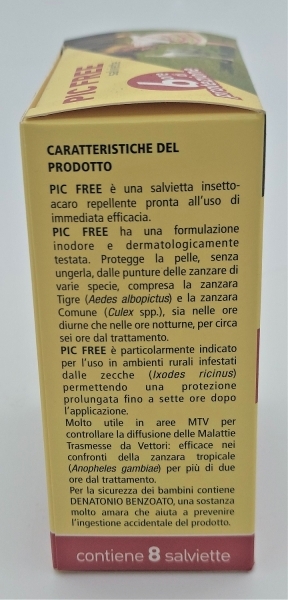 PIC FREE
SALVIETTE
6
CARATTERISTICHE DEL
PRODOTTO
PIC FREE è una salvietta insetto-
acaro repellente pronta all'uso di
immediata efficacia.
PIC FREE ha una formulazione
inodore e dermatologicamente
testata. Protegge la pelle, senza
ungerla, dalle punture delle zanzare di
varie specie, compresa la zanzara
Tigre (Aedes albopictus) e la zanzara
Comune (Culex spp.), sia nelle ore
diurne che nelle ore notturne, per circa
sei ore dal trattamento.
PIC FREE è particolarmente indicato
per l'uso in ambienti rurali infestati
dalle zecche (Ixodes ricinus)
permettendo una protezione
prolungata fino a sette ore dopo
l'applicazione.
Molto utile in aree MTV per
controllare la diffusione delle Malattie
Trasmesse da Vettori: efficace nei
confronti della zanzara tropicale
(Anopheles gambiae) per più di due
ore dal trattamento.
Per la sicurezza dei bambini contiene
DENATONIO BENZOATO, una sostanza
molto amara che aiuta a prevenire
l'ingestione accidentale del prodotto.
contiene 8 salviette